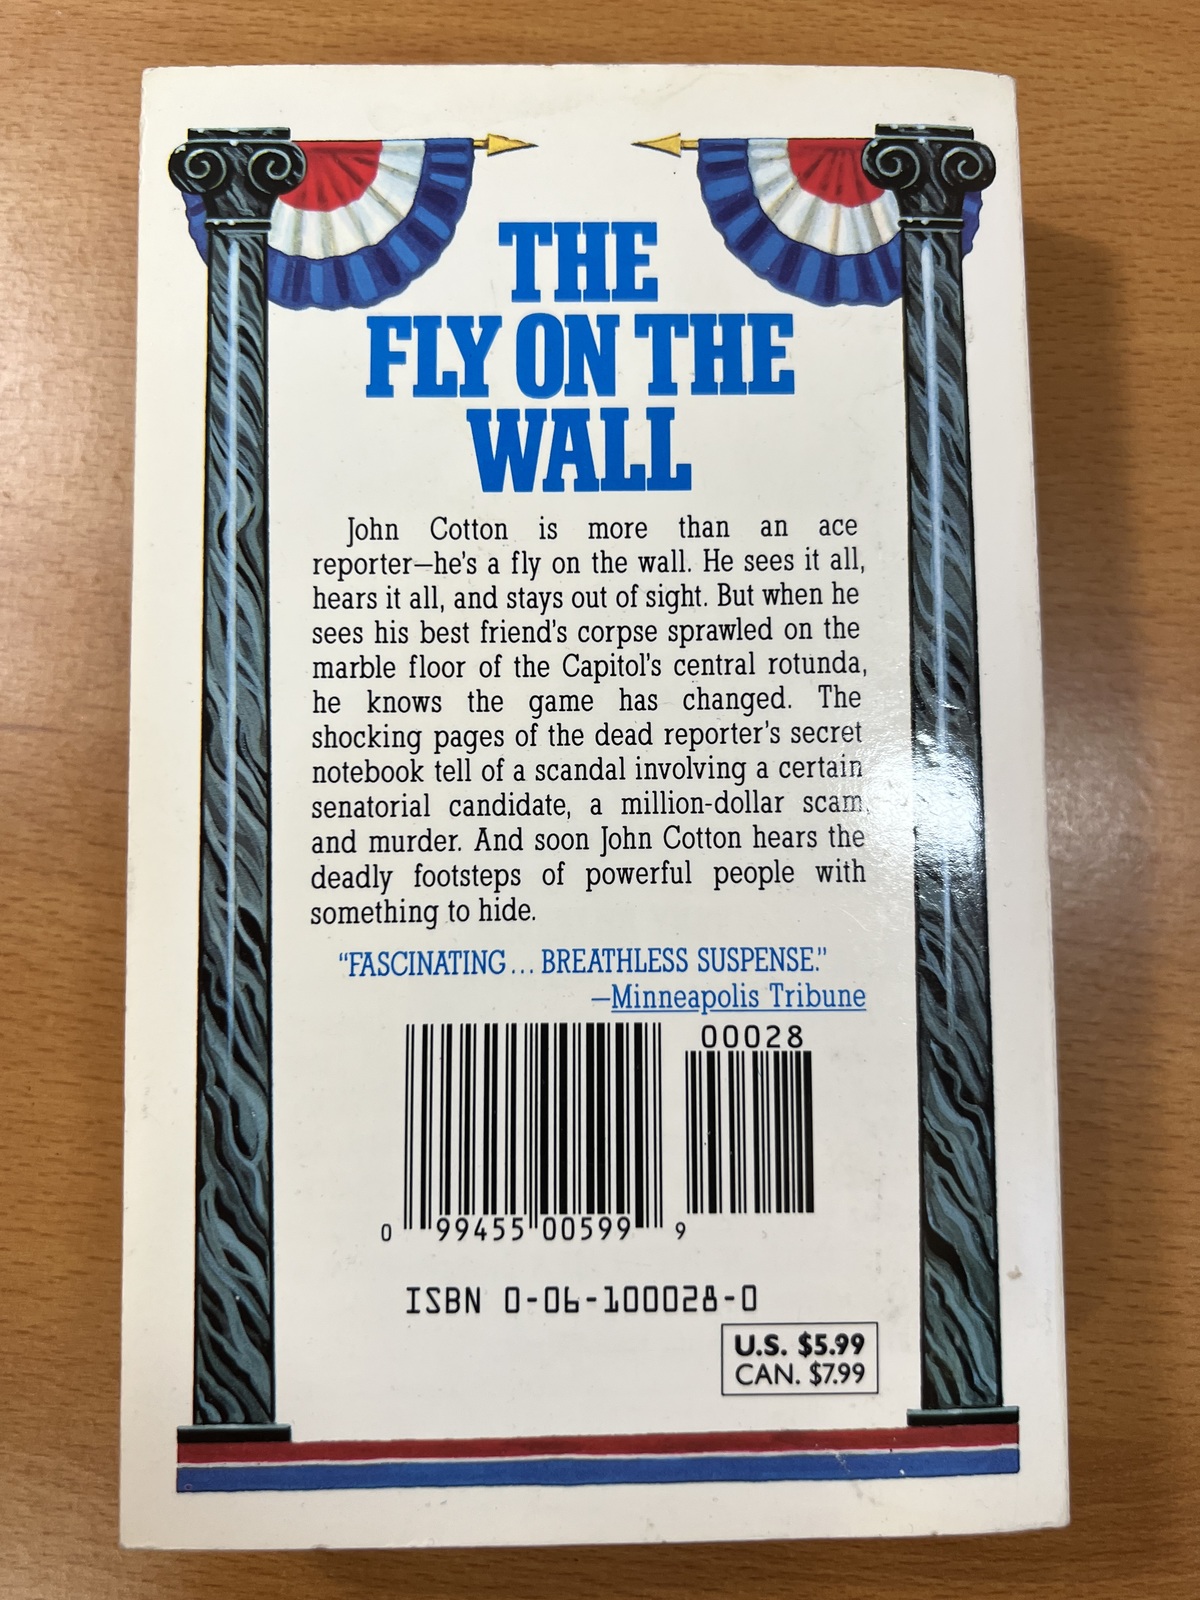 THE
FLY ON THE
WALL
John Cotton is more than an ace
reporter—he's a fly on the wall. He sees it all,
hears it all, and stays out of sight. But when he
sees his best friend's corpse sprawled on the
marble floor of the Capitol's central rotunda,
he knows the game has changed. The
shocking pages of the dead reporter's secret
notebook tell of a scandal involving a certain
senatorial candidate, a million-dollar scam,
and murder. And soon John Cotton hears the
deadly footsteps of powerful people with
something to hide.
“FASCINATING... BREATHLESS SUSPENSE.”
—Minneapolis Tribune
00028
0 99455 00599 9
ISBN 0-06-100028-0
U.S. $5.99
CAN. $7.99